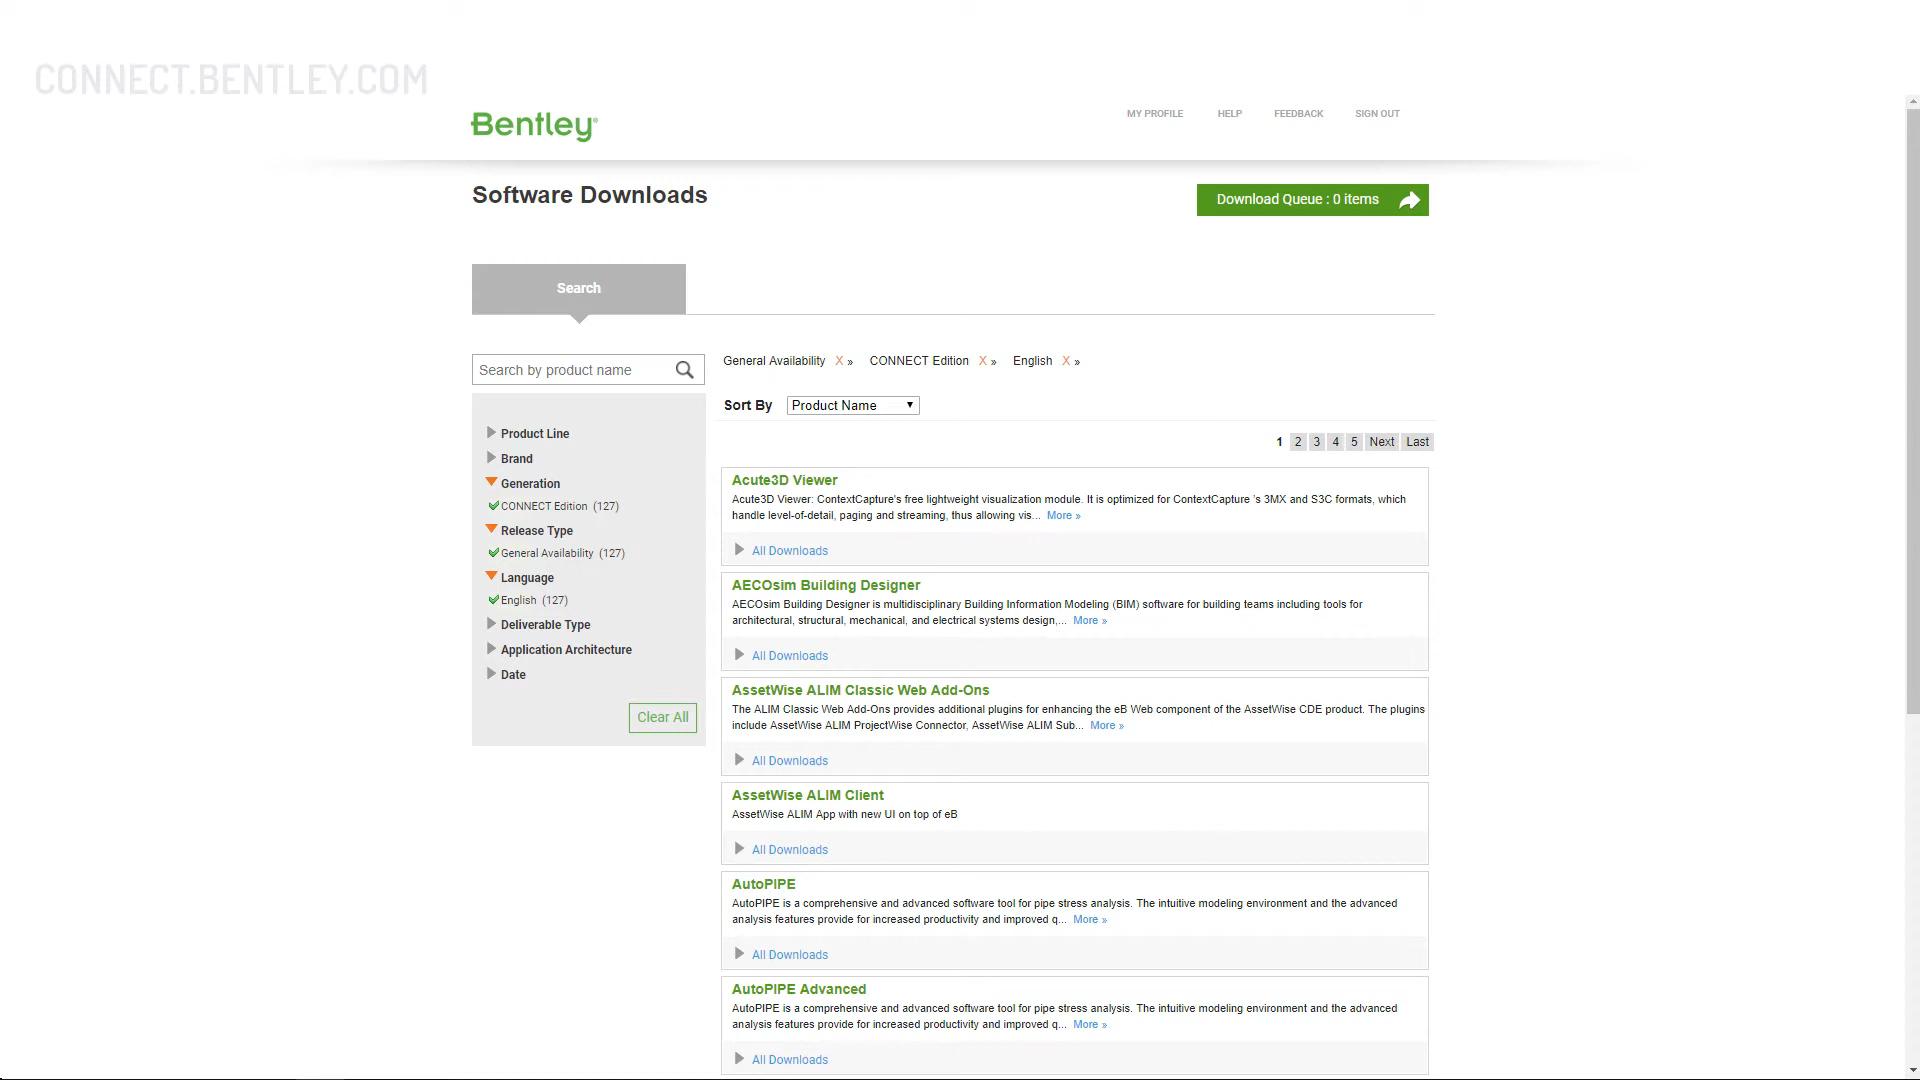 CONNECT.BENTLEY.COM
Bentley®
MY PROFILE HELP FEEDBACK SIGN OUT
Software Downloads
Download Queue : 0 items
Search
Search by product name
General Availability X » CONNECT Edition X » English X »
Sort By Product Name
1 2 3 4 5 Next Last
Product Line
Brand
Generation
CONNECT Edition (127)
Release Type
General Availability (127)
Language
English (127)
Deliverable Type
Application Architecture
Date
Clear All
Acute3D Viewer
Acute3D Viewer: ContextCapture's free lightweight visualization module. It is optimized for ContextCapture 's 3MX and S3C formats, which
handle level-of-detail, paging and streaming, thus allowing vis... More »
All Downloads
AECOsim Building Designer
AECOsim Building Designer is multidisciplinary Building Information Modeling (BIM) software for building teams including tools for
architectural, structural, mechanical, and electrical systems design,... More »
All Downloads
AssetWise ALIM Classic Web Add-Ons
The ALIM Classic Web Add-Ons provides additional plugins for enhancing the eB Web component of the AssetWise CDE product. The plugins
include AssetWise ALIM ProjectWise Connector, AssetWise ALIM Sub... More »
All Downloads
AssetWise ALIM Client
AssetWise ALIM App with new UI on top of eB
All Downloads
AutoPIPE
AutoPIPE is a comprehensive and advanced software tool for pipe stress analysis. The intuitive modeling environment and the advanced
analysis features provide for increased productivity and improved q... More »
All Downloads
AutoPIPE Advanced
AutoPIPE is a comprehensive and advanced software tool for pipe stress analysis. The intuitive modeling environment and the advanced
analysis features provide for increased productivity and improved q... More »
All Downloads